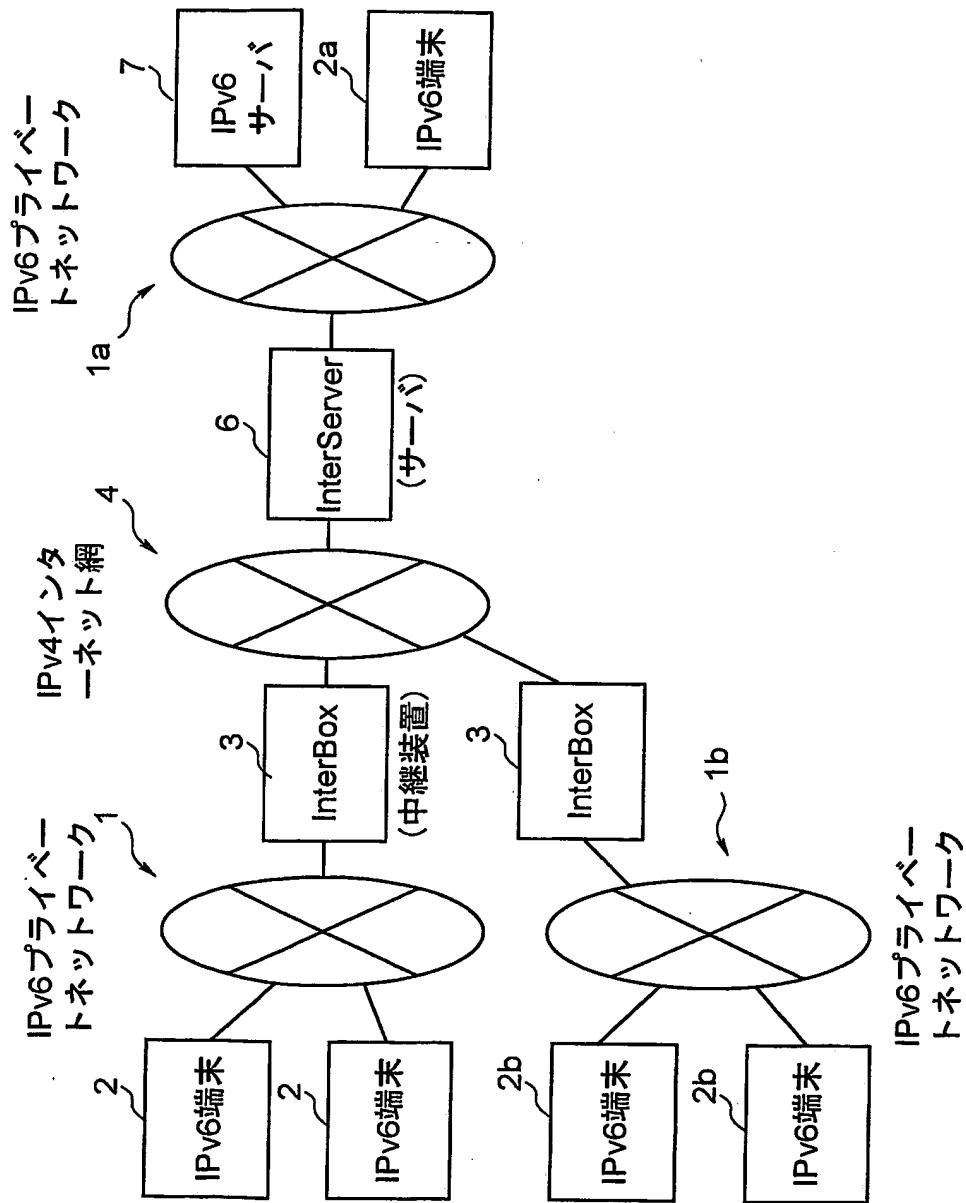 IPv6プライベー
トネットワーク
1
2
IPv6端末
2
IPv6端末
3
InterBox
(中継装置)
IPv4インタ
ーネット網
4
6
InterServer
(サーバ)
IPv6プライベー
トネットワーク
1a
7
IPv6
サーバ
2a
IPv6端末
3
InterBox
1b
2b
IPv6端末
2b
IPv6端末
IPv6プライベー
トネットワーク